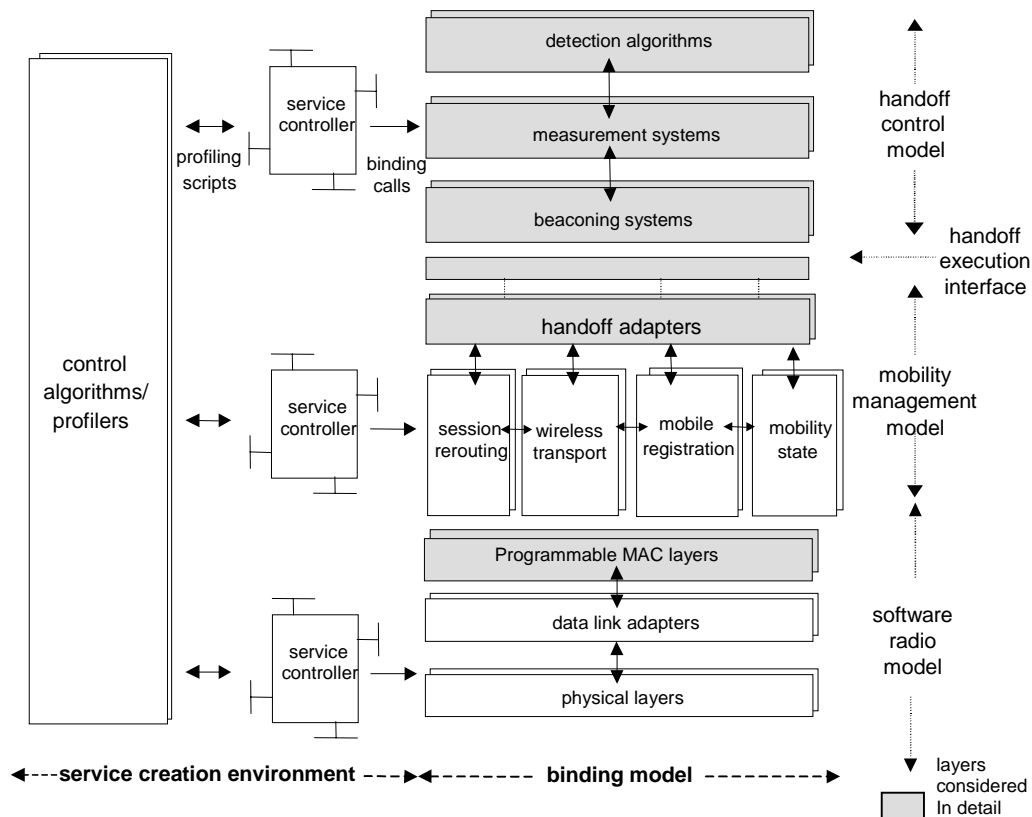 detection algorithms
service
controller
handoff
control
model
measurement systems
profiling
scripts
binding
calls
beaconing systems
handoff
execution
interface
handoff adapters
control
algorithms/
profilers
service
controller
session
rerouting
wireless
transport
mobile
registration
mobility
state
mobility
management
model
Programmable MAC layers
data link adapters
service
controller
software
radio
model
physical layers
service creation environment
binding model
layers
considered
In detail